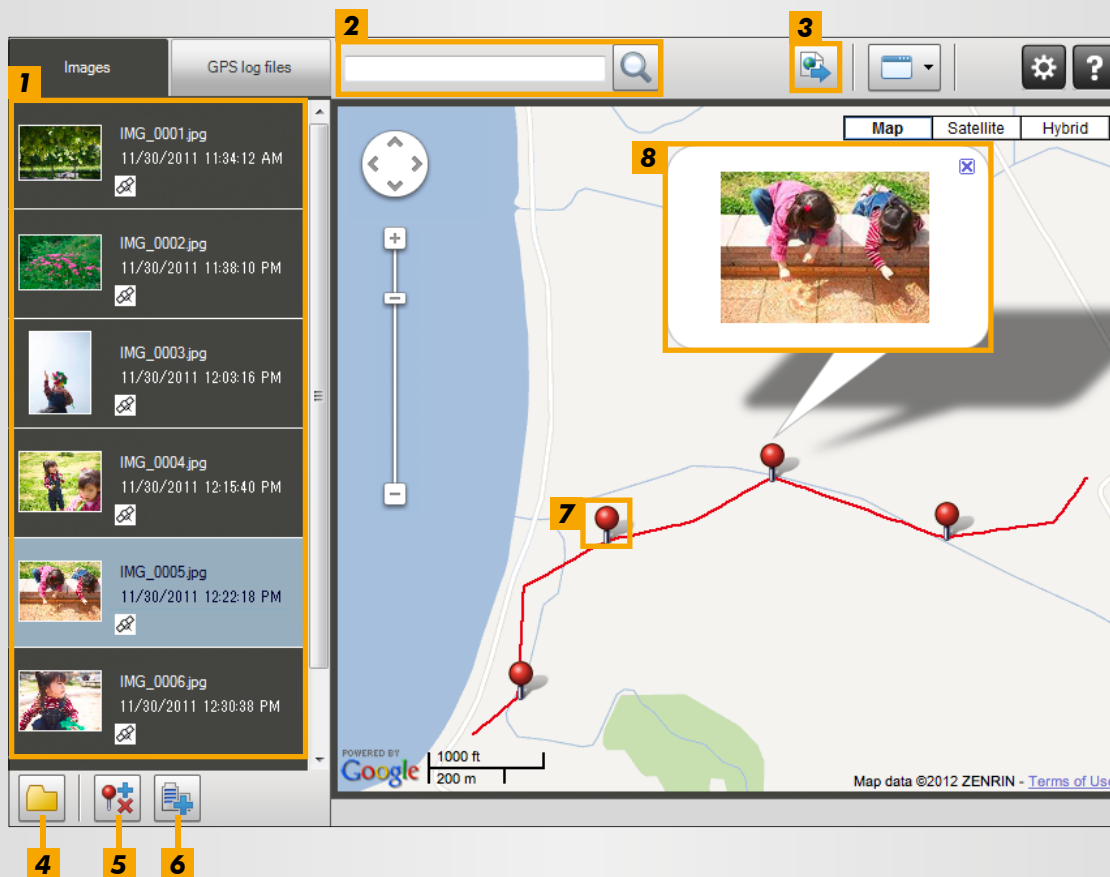 2
3
Images
GPS log files
?
1
Map
Satellite
Hybrid
8
IMG_0001.jpg
11/30/2011 11:34:12 AM
IMG_0002.jpg
11/30/2011 11:38:10 PM
IMG_0003.jpg
11/30/2011 12:03:16 PM
IMG_0004.jpg
11/30/2011 12:15:40 PM
7
IMG_0005.jpg
11/30/2011 12:22:18 PM
IMG_0006.jpg
11/30/2011 12:30:38 PM
POWERED BY
Google
1000 ft
200 m
Map data ©2012 ZENRIN - Terms of Use
4
5
6